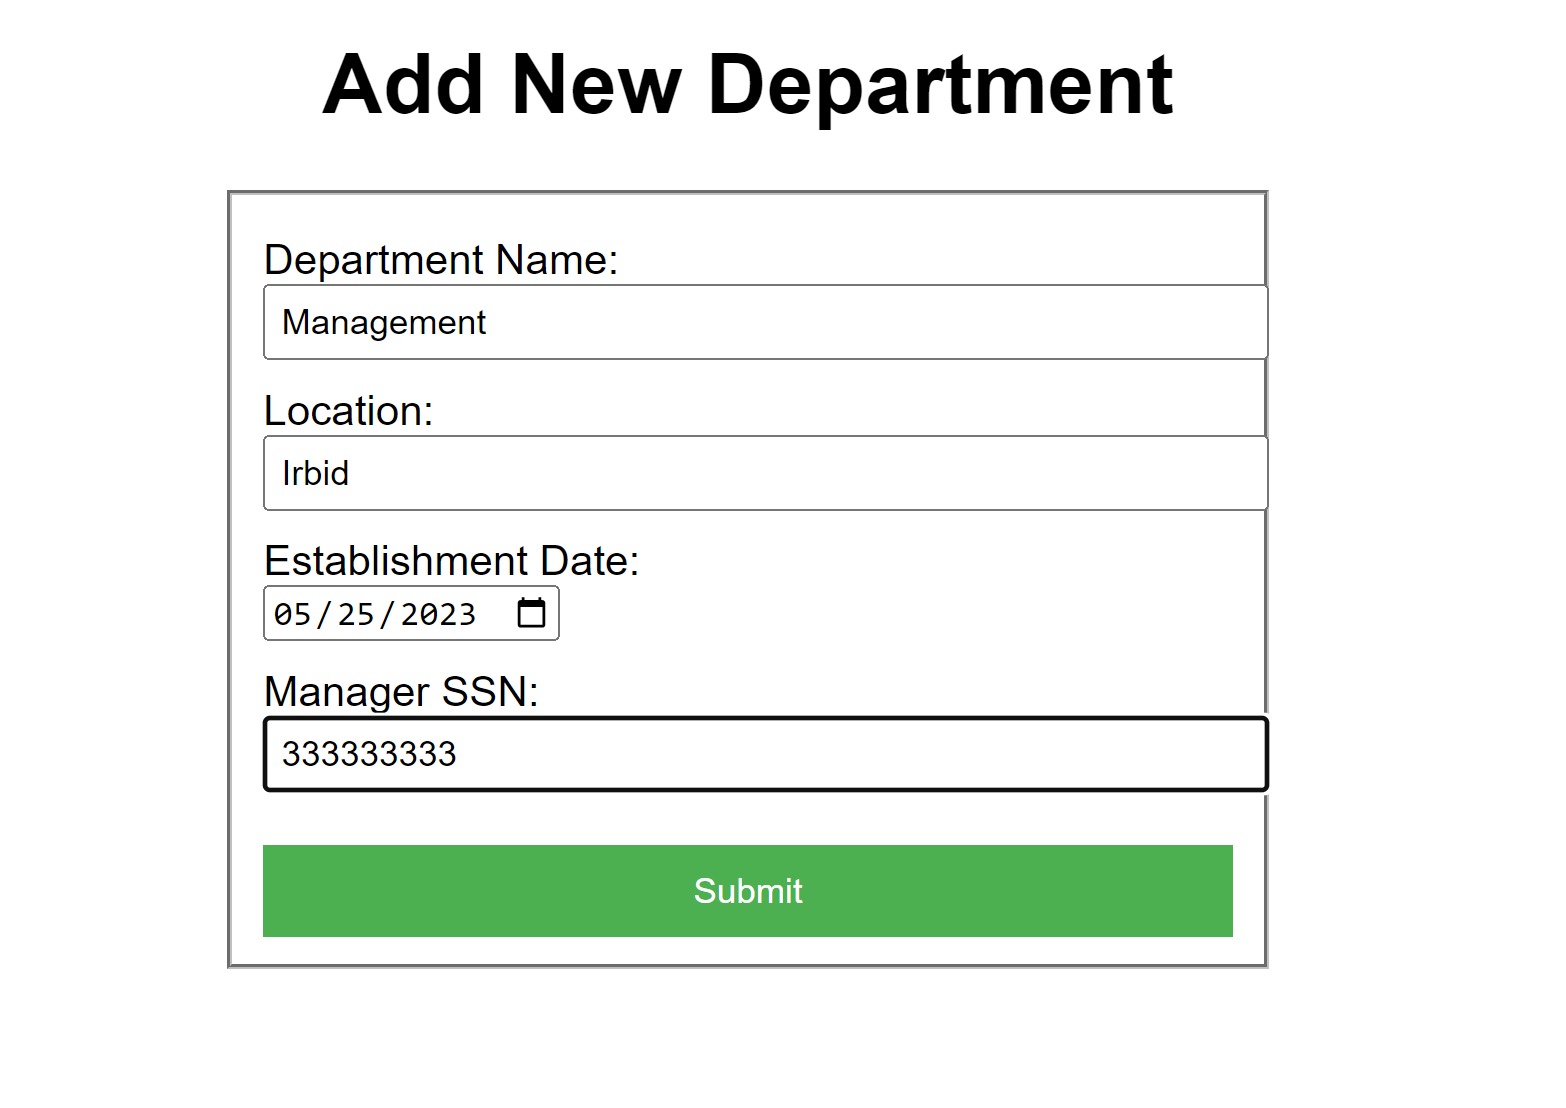 Add New Department
Department Name:
Management
Location:
Irbid
Establishment Date:
05/25/2023
Manager SSN:
333333333
Submit